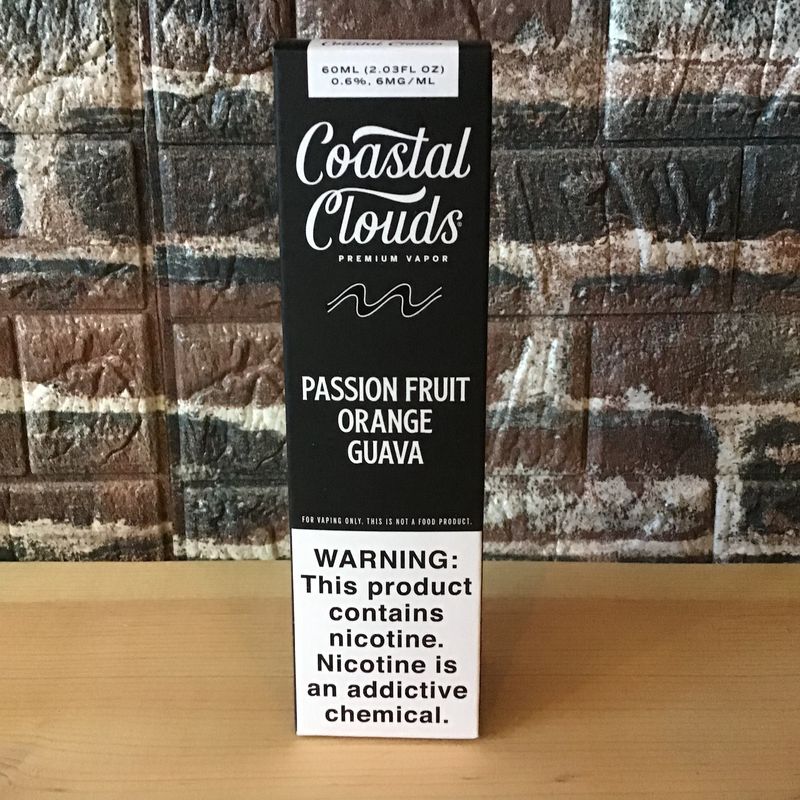 60ML (2.03FL OZ)
0.6%, 6MG/ML
Coastal
Clouds
PREMIUM VAPOR
PASSION FRUIT
ORANGE
GUAVA
FOR VAPING ONLY. THIS IS NOT A FOOD PRODUCT.
WARNING:
This product
contains
nicotine.
Nicotine is
an addictive
chemical.